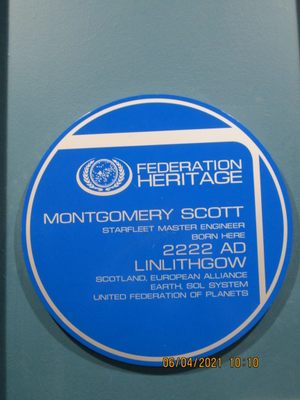 FEDERATION
HERITAGE
MONTGOMERY SCOTT
STARFLEET MASTER ENGINEER
BORN HERE
2222 AD
LINLITHGOW
SCOTLAND, EUROPEAN ALLIANCE
EARTH, SOL SYSTEM
UNITED FEDERATION OF PLANETS
06/04/2021 10:10